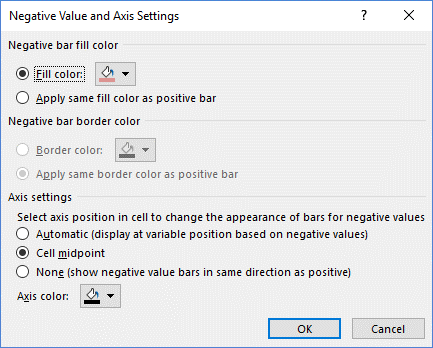 Negative Value and Axis Settings ?
Negative bar fill color
Fill color:
Apply same fill color as positive bar
Negative bar border color
Border color:
Apply same border color as positive bar
Axis settings
Select axis position in cell to change the appearance of bars for negative values
Automatic (display at variable position based on negative values)
Cell midpoint
None (show negative value bars in same direction as positive)
Axis color:
OK Cancel